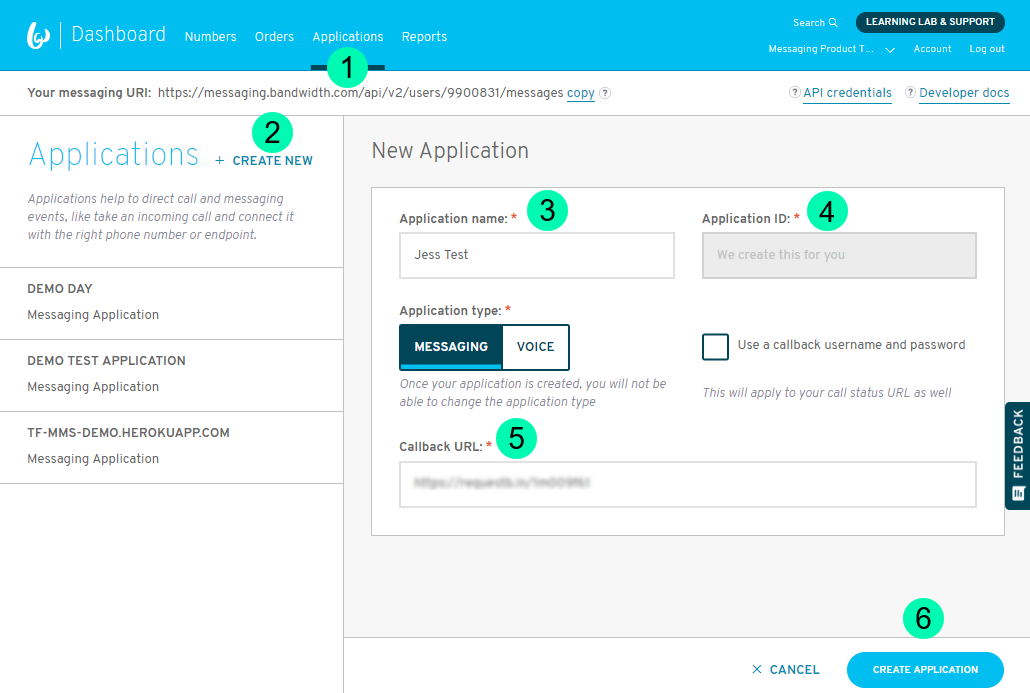 Dashboard
Numbers
Orders
Applications
Reports
Search
LEARNING LAB & SUPPORT
Messaging Product T...
Account
Log out
1
Your messaging URI: https://messaging.bandwidth.com/api/v2/users/9900831/messages copy ?
? API credentials
? Developer docs
2
Applications
+ CREATE NEW
Applications help to direct call and messaging
events, like take an incoming call and connect it
with the right phone number or endpoint.
DEMO DAY
Messaging Application
DEMO TEST APPLICATION
Messaging Application
TF-MMS-DEMO.HEROKUAPP.COM
Messaging Application
New Application
Application name: *
3
Jess Test
Application ID: *
4
We create this for you
Application type: *
MESSAGING
VOICE
Once your application is created, you will not be
able to change the application type
Use a callback username and password
This will apply to your call status URL as well
Callback URL: *
5
FEEDBACK
6
× CANCEL
CREATE APPLICATION